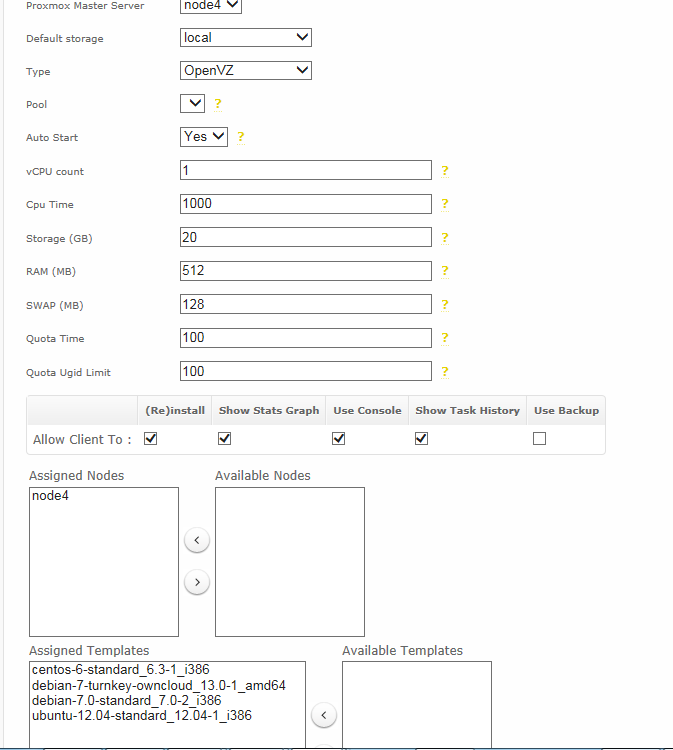 Proxmox Master Server node4
Default storage local
Type OpenVZ
Pool ?
Auto Start Yes ?
vCPU count 1 ?
Cpu Time 1000 ?
Storage (GB) 20 ?
RAM (MB) 512 ?
SWAP (MB) 128 ?
Quota Time 100 ?
Quota Ugid Limit 100 ?
(Re)install Show Stats Graph Use Console Show Task History Use Backup
Allow Client To :
Assigned Nodes Available Nodes
node4
Assigned Templates Available Templates
centos-6-standard_6.3-1_i386
debian-7-turnkey-owncloud_13.0-1_amd64
debian-7.0-standard_7.0-2_i386
ubuntu-12.04-standard_12.04-1_i386